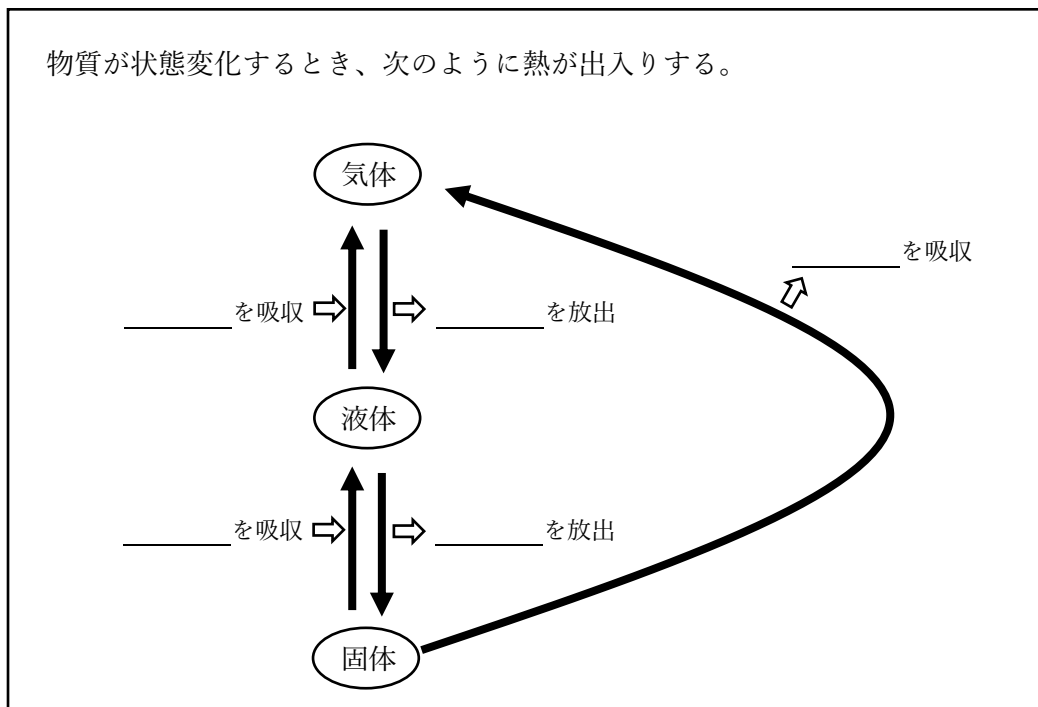 物質が状態変化するとき、次のように熱が出入りする。
気体
を吸収
を吸収
を放出
液体
を吸収
を放出
固体